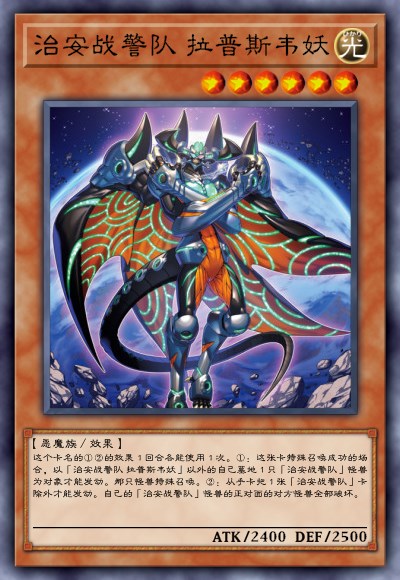 治安战警队 拉普斯韦妖
光
ひかり
【恶魔族／效果】
这个卡名的①②的效果1回合各能使用1次。①：这张卡特殊召唤成功的场
合，以「治安战警队 拉普斯韦妖」以外的自己墓地1只「治安战警队」怪兽
为对象才能发动。那只怪兽特殊召唤。②：从手卡把1张「治安战警队」卡
除外才能发动。自己的「治安战警队」怪兽的正对面的对方怪兽全部破坏。
ATK/2400 DEF/2500